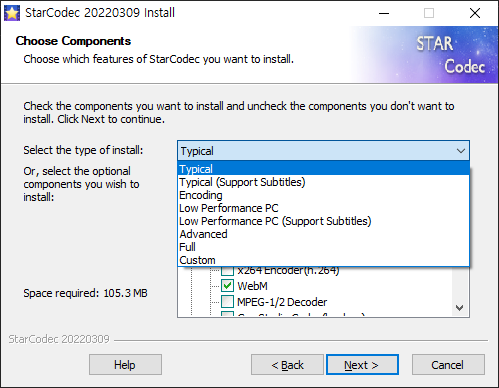 StarCodec 20220309 Install
Choose Components
Choose which features of StarCodec you want to install.
STAR
Codec
Check the components you want to install and uncheck the components you don't want to
install. Click Next to continue.
Select the type of install:
Typical
Or, select the optional
components you wish to
install:
Typical
Typical (Support Subtitles)
Encoding
Low Performance PC
Low Performance PC (Support Subtitles)
Advanced
Full
Custom
x264 Encoder(h.264)
WebM
MPEG-1/2 Decoder
Space required: 105.3 MB
StarCodec 20220309
Help
< Back
Next >
Cancel